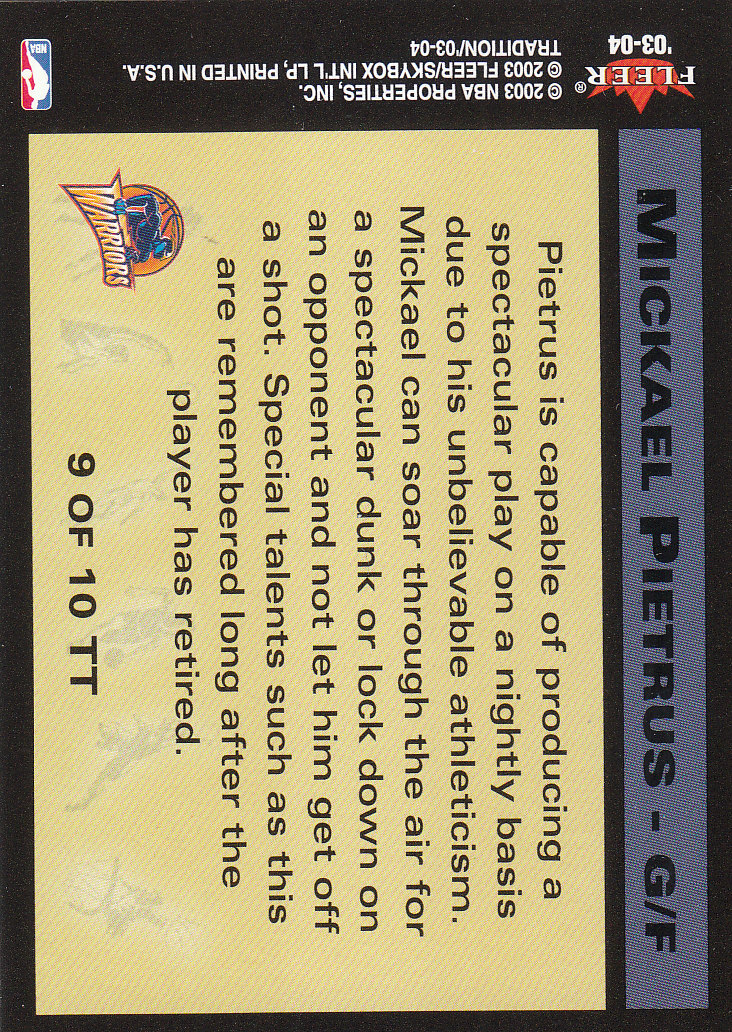 MICKAEL PIETRUS - G/F
Pietrus is capable of producing a
spectacular play on a nightly basis
due to his unbelievable athleticism.
Mickael can soar through the air for
a spectacular dunk or lock down on
an opponent and not let him get off
a shot. Special talents such as this
are remembered long after the
player has retired.
9 OF 10 TT
WARRIORS
FLEER®
'03-04
© 2003 NBA PROPERTIES, INC.
© 2003 FLEER/SKYBOX INT'L LP, PRINTED IN U.S.A.
TRADITION/'03-04
NBA